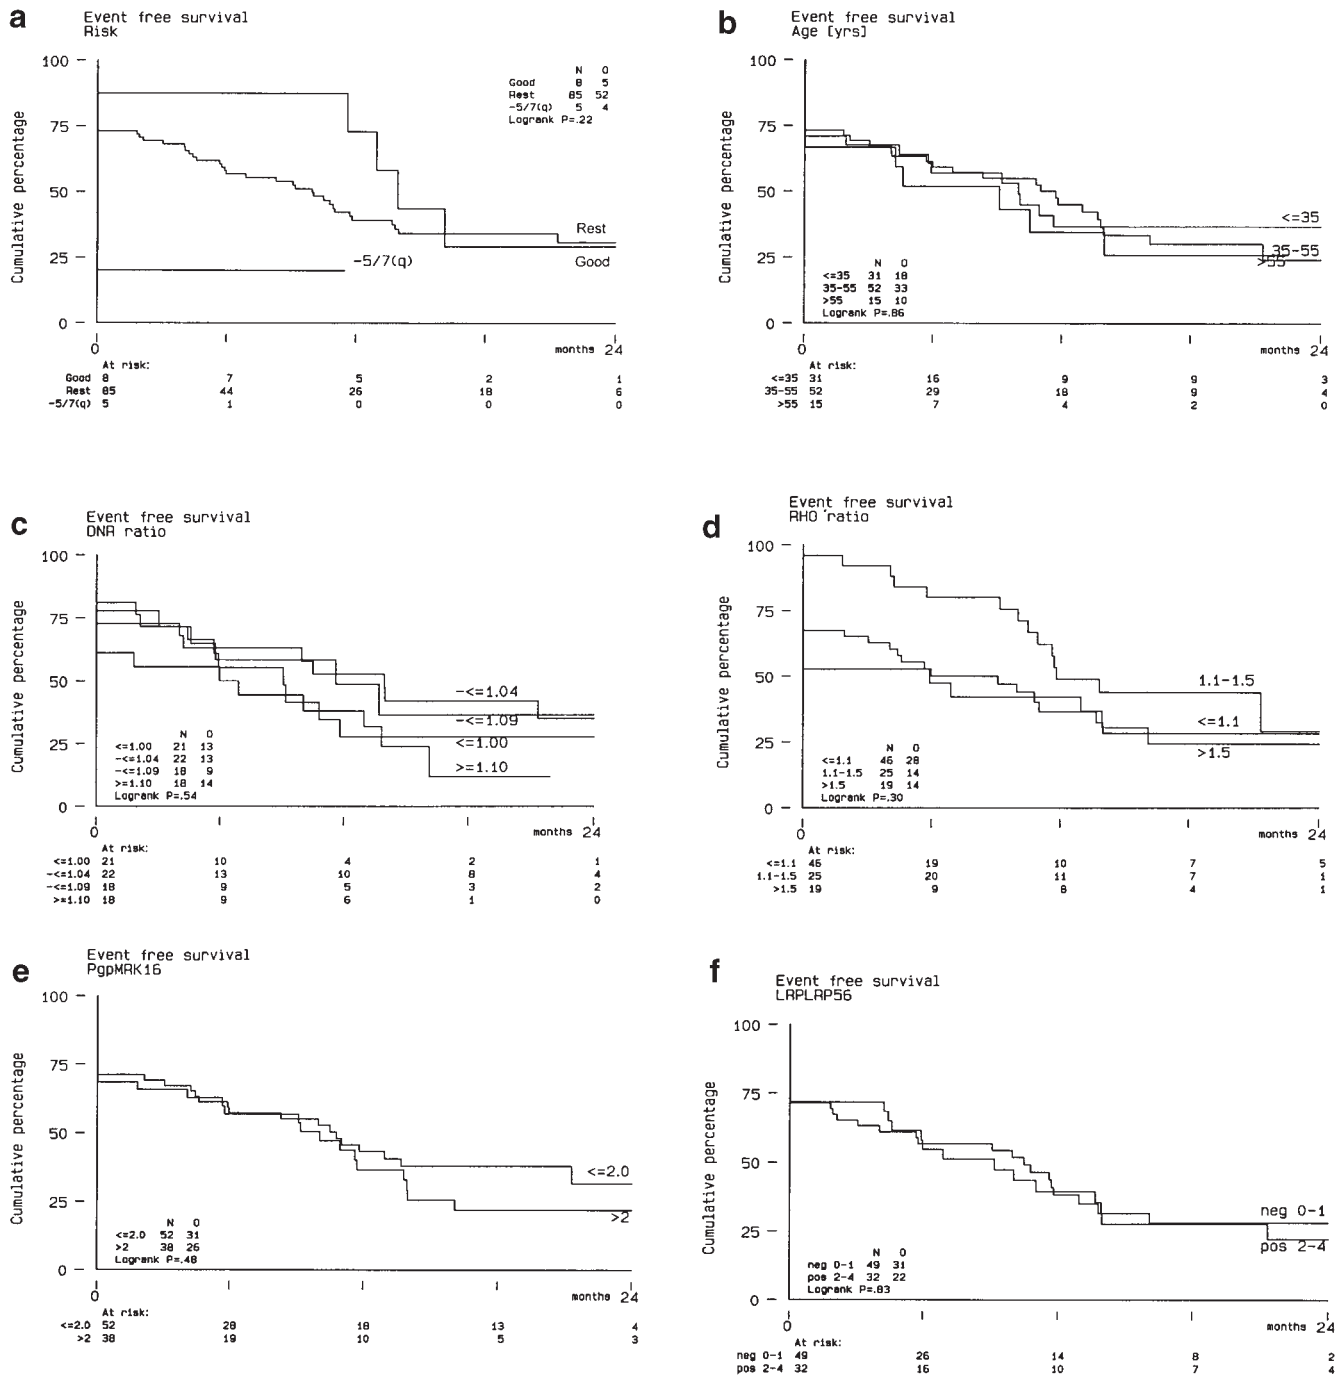 a
Event free survival
Risk
Cumulative percentage
100
75
50
25
0
N O
Good 8 5
Rest 85 52
-5/7(q) 5 4
Logrank P=.22
Rest
Good
-5/7(q)
0 months 24
At risk:
Good 8 7 5 2 1
Rest 85 44 26 18 6
-5/7(q) 5 1 0 0 0
b
Event free survival
Age [yrs]
Cumulative percentage
100
75
50
25
0
<=35
35-55
>55
N O
<=35 31 18
35-55 52 33
>55 15 10
Logrank P=.86
0 months 24
At risk:
<=35 31 16 9 9 3
35-55 52 29 18 9 4
>55 15 7 4 2 0
c
Event free survival
DNR ratio
Cumulative percentage
100
75
50
25
0
-<=1.04
-<=1.09
<=1.00
>=1.10
N O
<=1.00 21 13
-<=1.04 22 13
-<=1.09 18 9
>=1.10 18 14
Logrank P=.54
0 months 24
At risk:
<=1.00 21 10 4 2 1
-<=1.04 22 13 10 8 4
-<=1.09 18 9 5 3 2
>=1.10 18 9 6 1 0
d
Event free survival
RHO ratio
Cumulative percentage
100
75
50
25
0
1.1-1.5
<=1.1
>1.5
N O
<=1.1 46 28
1.1-1.5 25 14
>1.5 19 14
Logrank P=.30
0 months 24
At risk:
<=1.1 46 19 10 7 5
1.1-1.5 25 20 11 7 1
>1.5 19 9 8 4 1
e
Event free survival
PgpMRK16
Cumulative percentage
100
75
50
25
0
<=2.0
>2
N O
<=2.0 52 31
>2 38 26
Logrank P=.48
0 months 24
At risk:
<=2.0 52 28 18 13 4
>2 38 19 10 5 3
f
Event free survival
LRPLRP56
Cumulative percentage
100
75
50
25
0
neg 0-1
pos 2-4
N O
neg 0-1 49 31
pos 2-4 32 22
Logrank P=.83
0 months 24
At risk:
neg 0-1 49 26 14 8 2
pos 2-4 32 16 10 7 4